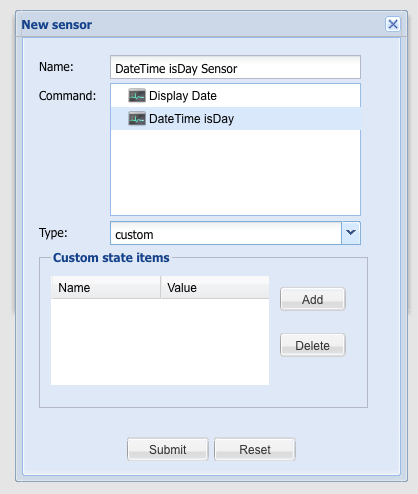 New sensor
Name: DateTime isDay Sensor
Command: Display Date
DateTime isDay
Type: custom
Custom state items
Name Value
Add
Delete
Submit Reset